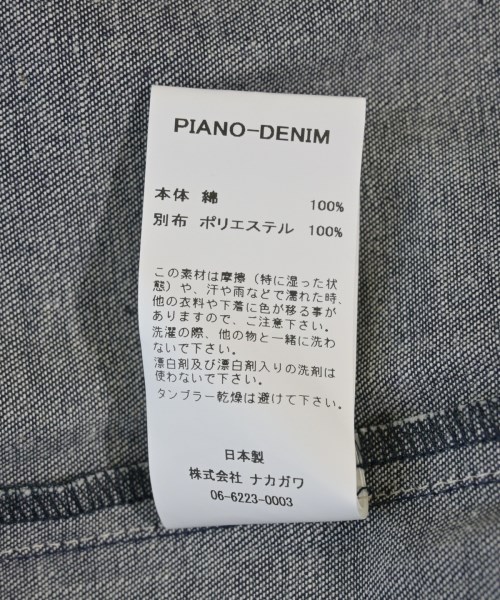 PIANO-DENIM
本体 綿 100%
別布 ポリエステル 100%
この素材は摩擦（特に湿った状
態）や、汗や雨などで濡れた時、
他の衣料や下着に色が移る事が
ありますので、ご注意下さい。
洗濯の際、他の物と一緒に洗わ
ないで下さい。
漂白剤及び漂白剤入りの洗剤は
使わないで下さい。
タンブラー乾燥は避けて下さい。
日本製
株式会社 ナカガワ
06-6223-0003